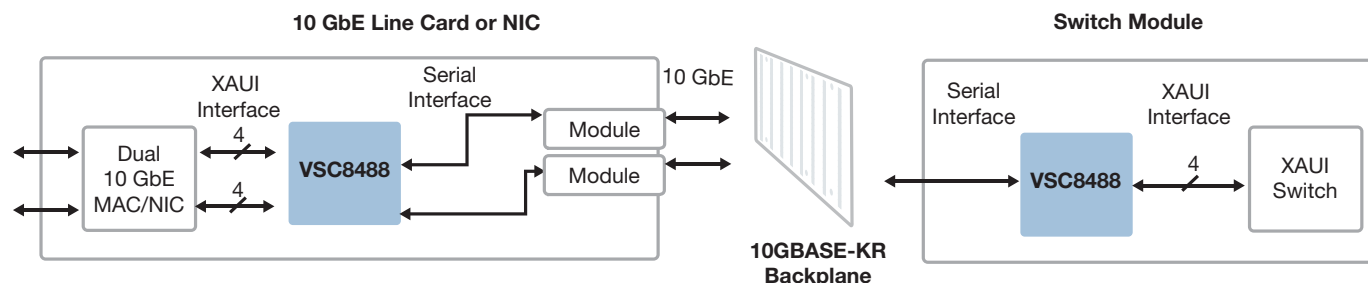 10 GbE Line Card or NIC
Switch Module
XAUI
Interface
Serial
Interface
10 GbE
Dual
10 GbE
MAC/NIC
4
4
VSC8488
Module
Module
10GBASE-KR
Backplane
Serial
Interface
XAUI
Interface
VSC8488
4
XAUI
Switch